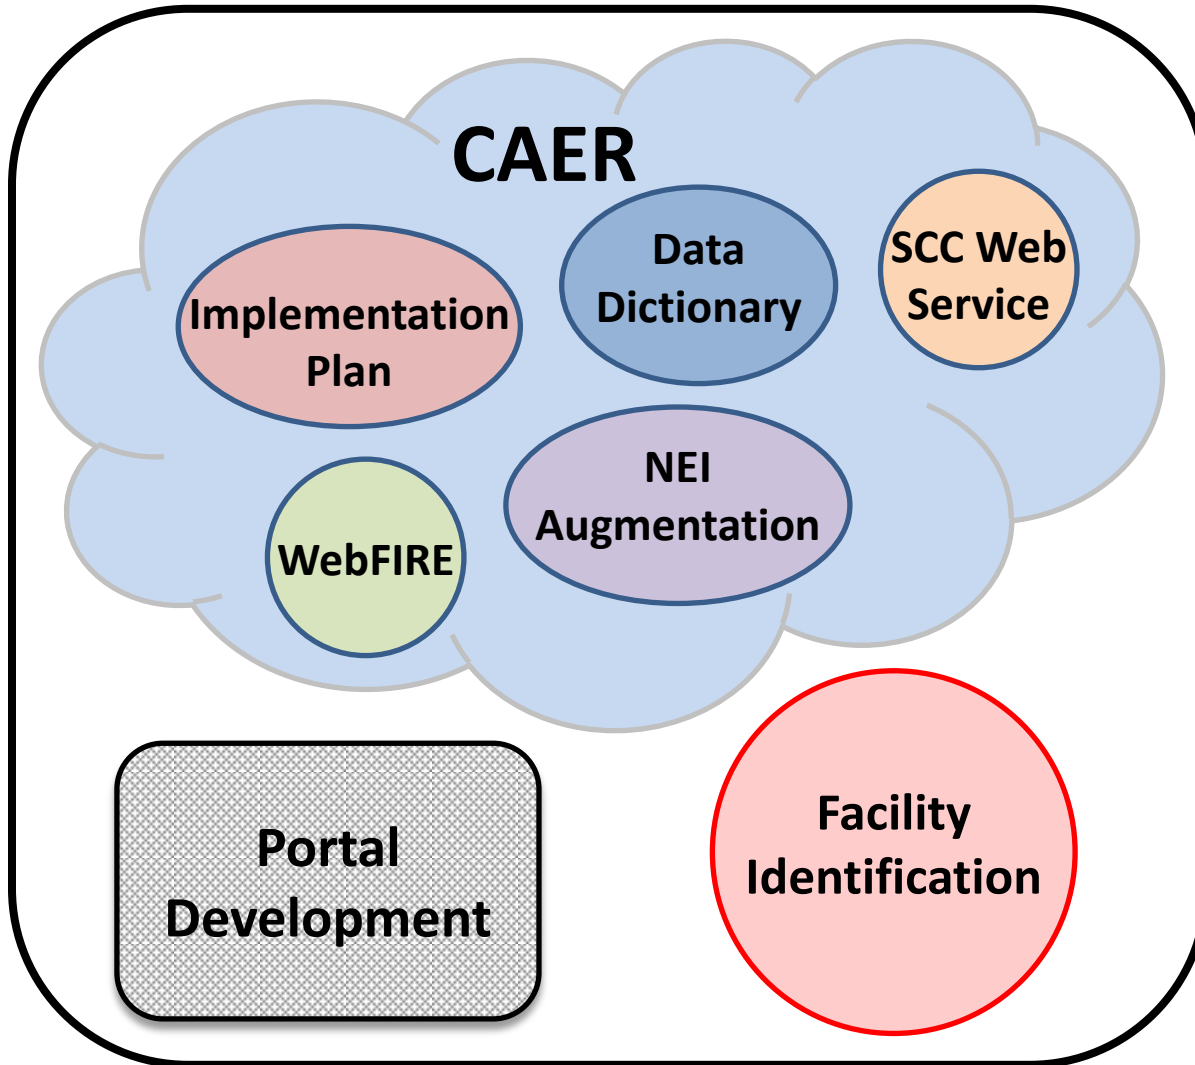 CAER
Implementation
Plan
Data
Dictionary
SCC Web
Service
WebFIRE
NEI
Augmentation
Portal
Development
Facility
Identification